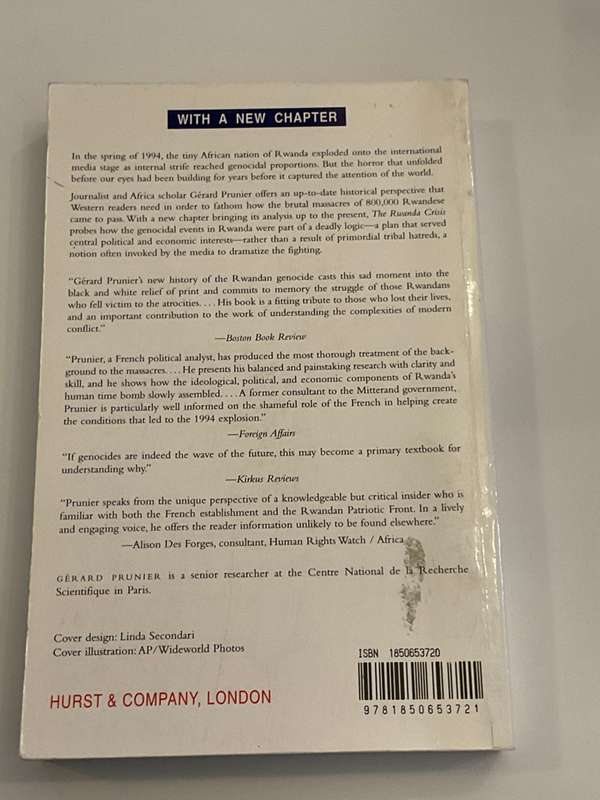 WITH A NEW CHAPTER
In the spring of 1994, the tiny African nation of Rwanda exploded onto the international
media stage as internal strife reached genocidal proportions. But the horror that unfolded
before our eyes had been building for years before it captured the attention of the world.
Journalist and Africa scholar Gérard Prunier offers an up-to-date historical perspective that
Western readers need in order to fathom how the brutal massacres of 800,000 Rwandese
came to pass. With a new chapter bringing its analysis up to the present, The Rwanda Crisis
probes how the genocidal events in Rwanda were part of a deadly logic—a plan that served
central political and economic interests—rather than a result of primordial tribal hatreds, a
notion often invoked by the media to dramatize the fighting.
“Gérard Prunier’s new history of the Rwandan genocide casts this sad moment into the
black and white relief of print and commits to memory the struggle of those Rwandans
who fell victim to the atrocities. . . . His book is a fitting tribute to those who lost their lives,
and an important contribution to the work of understanding the complexities of modern
conflict.”
—Boston Book Review
“Prunier, a French political analyst, has produced the most thorough treatment of the back-
ground to the massacres. . . . He presents his balanced and painstaking research with clarity and
skill, and he shows how the ideological, political, and economic components of Rwanda’s
human time bomb slowly assembled. . . . A former consultant to the Mitterand government,
Prunier is particularly well informed on the shameful role of the French in helping create
the conditions that led to the 1994 explosion.”
—Foreign Affairs
“If genocides are indeed the wave of the future, this may become a primary textbook for
understanding why.”
—Kirkus Reviews
“Prunier speaks from the unique perspective of a knowledgeable but critical insider who is
familiar with both the French establishment and the Rwandan Patriotic Front. In a lively
and engaging voice, he offers the reader information unlikely to be found elsewhere.”
—Alison Des Forges, consultant, Human Rights Watch / Africa
GÉRARD PRUNIER is a senior researcher at the Centre National de la Recherche
Scientifique in Paris.
Cover design: Linda Secondari
Cover illustration: AP/Wideworld Photos
HURST & COMPANY, LONDON
ISBN 1850653720
9781850653721